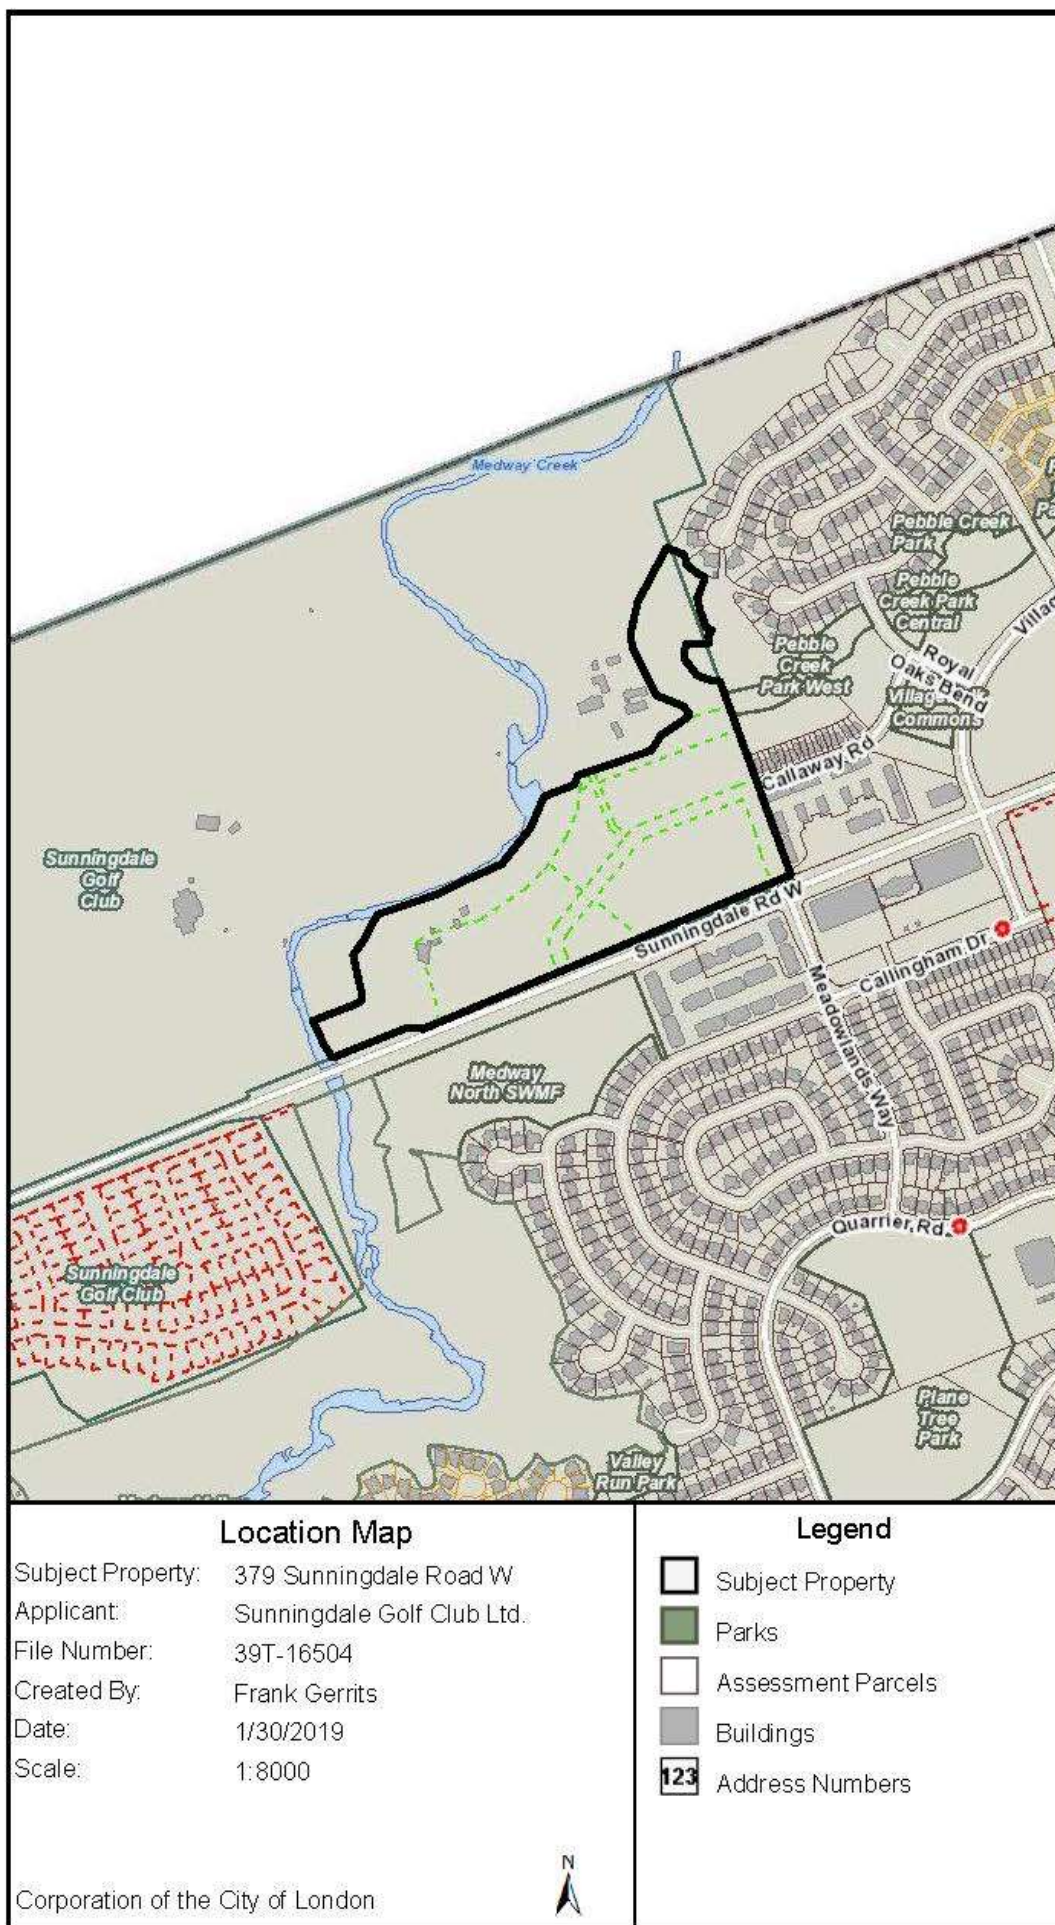 Medway Creek
Pebble Creek
Park
Pebble
Creek Park
Central
Pebble
Creek
Park West
Royal
Oaks Bend
Village
Commons
Callaway Rd
Sunningdale
Golf
Club
Sunningdale Rd W
Callingham Dr.
Meadowlands Way
Medway
North SWMF
Quarrier Rd.
Sunningdale
Golf Club
Plane
Tree
Park
Valley
Run Park
Location Map
Subject Property: 379 Sunningdale Road W
Applicant: Sunningdale Golf Club Ltd.
File Number: 39T-16504
Created By: Frank Gerrits
Date: 1/30/2019
Scale: 1:8000
N
Corporation of the City of London
Legend
Subject Property
Parks
Assessment Parcels
Buildings
123 Address Numbers